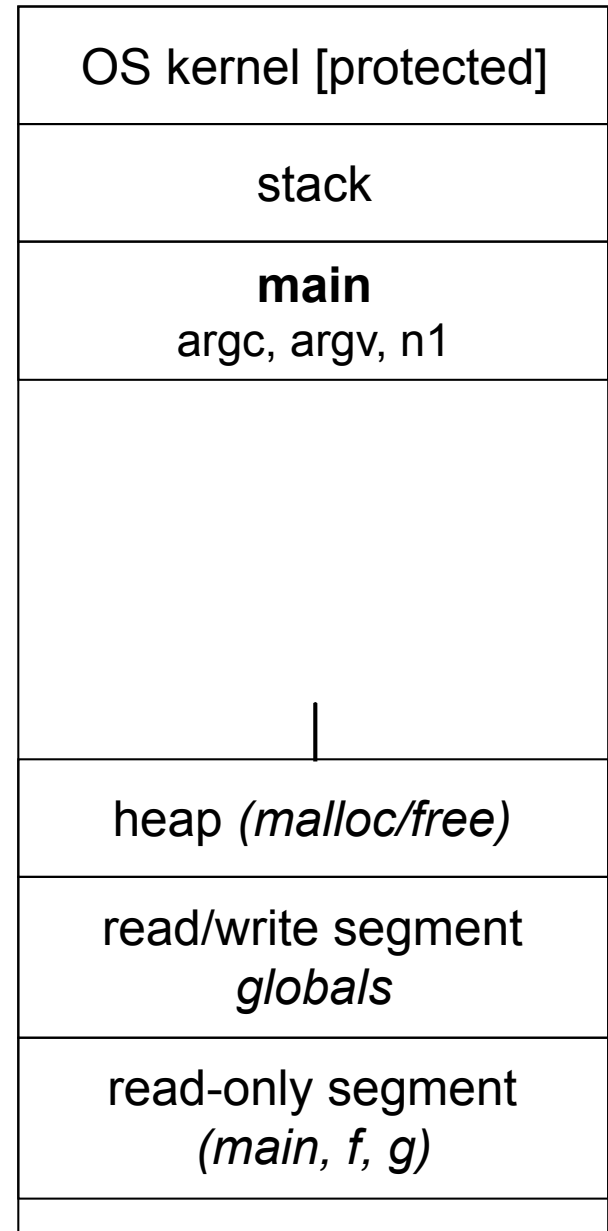 OS kernel [protected]
stack
main
argc, argv, n1
heap (malloc/free)
read/write segment
globals
read-only segment
(main, f, g)